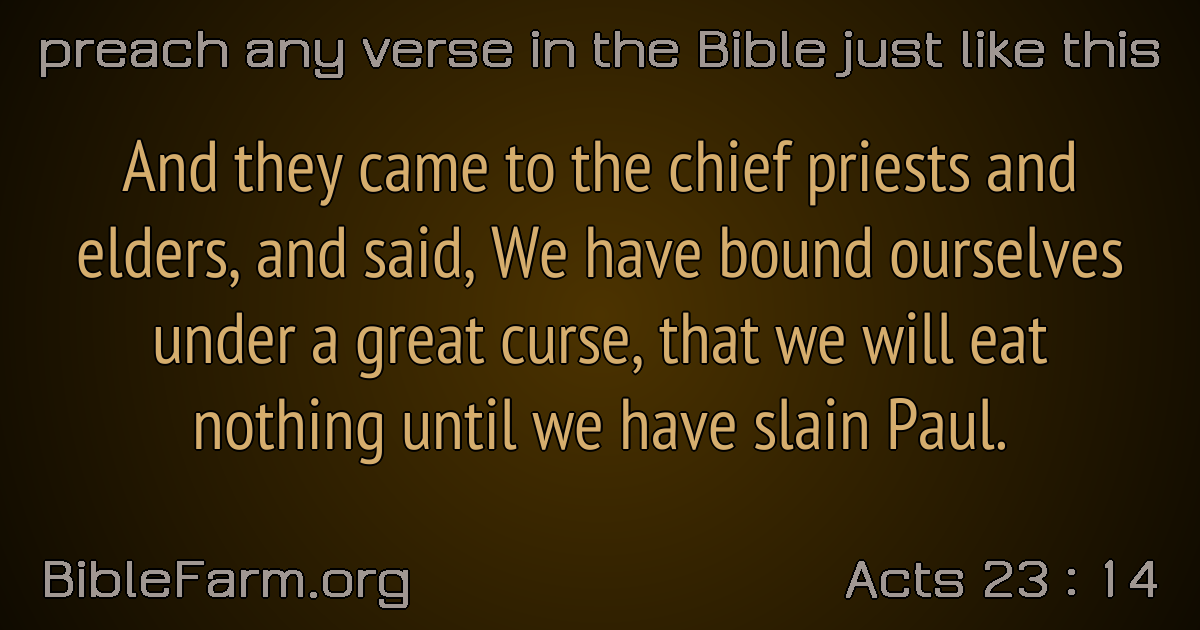 preach any verse in the Bible just like this
And they came to the chief priests and
elders, and said, We have bound ourselves
under a great curse, that we will eat
nothing until we have slain Paul.
BibleFarm.org
Acts 23 : 14